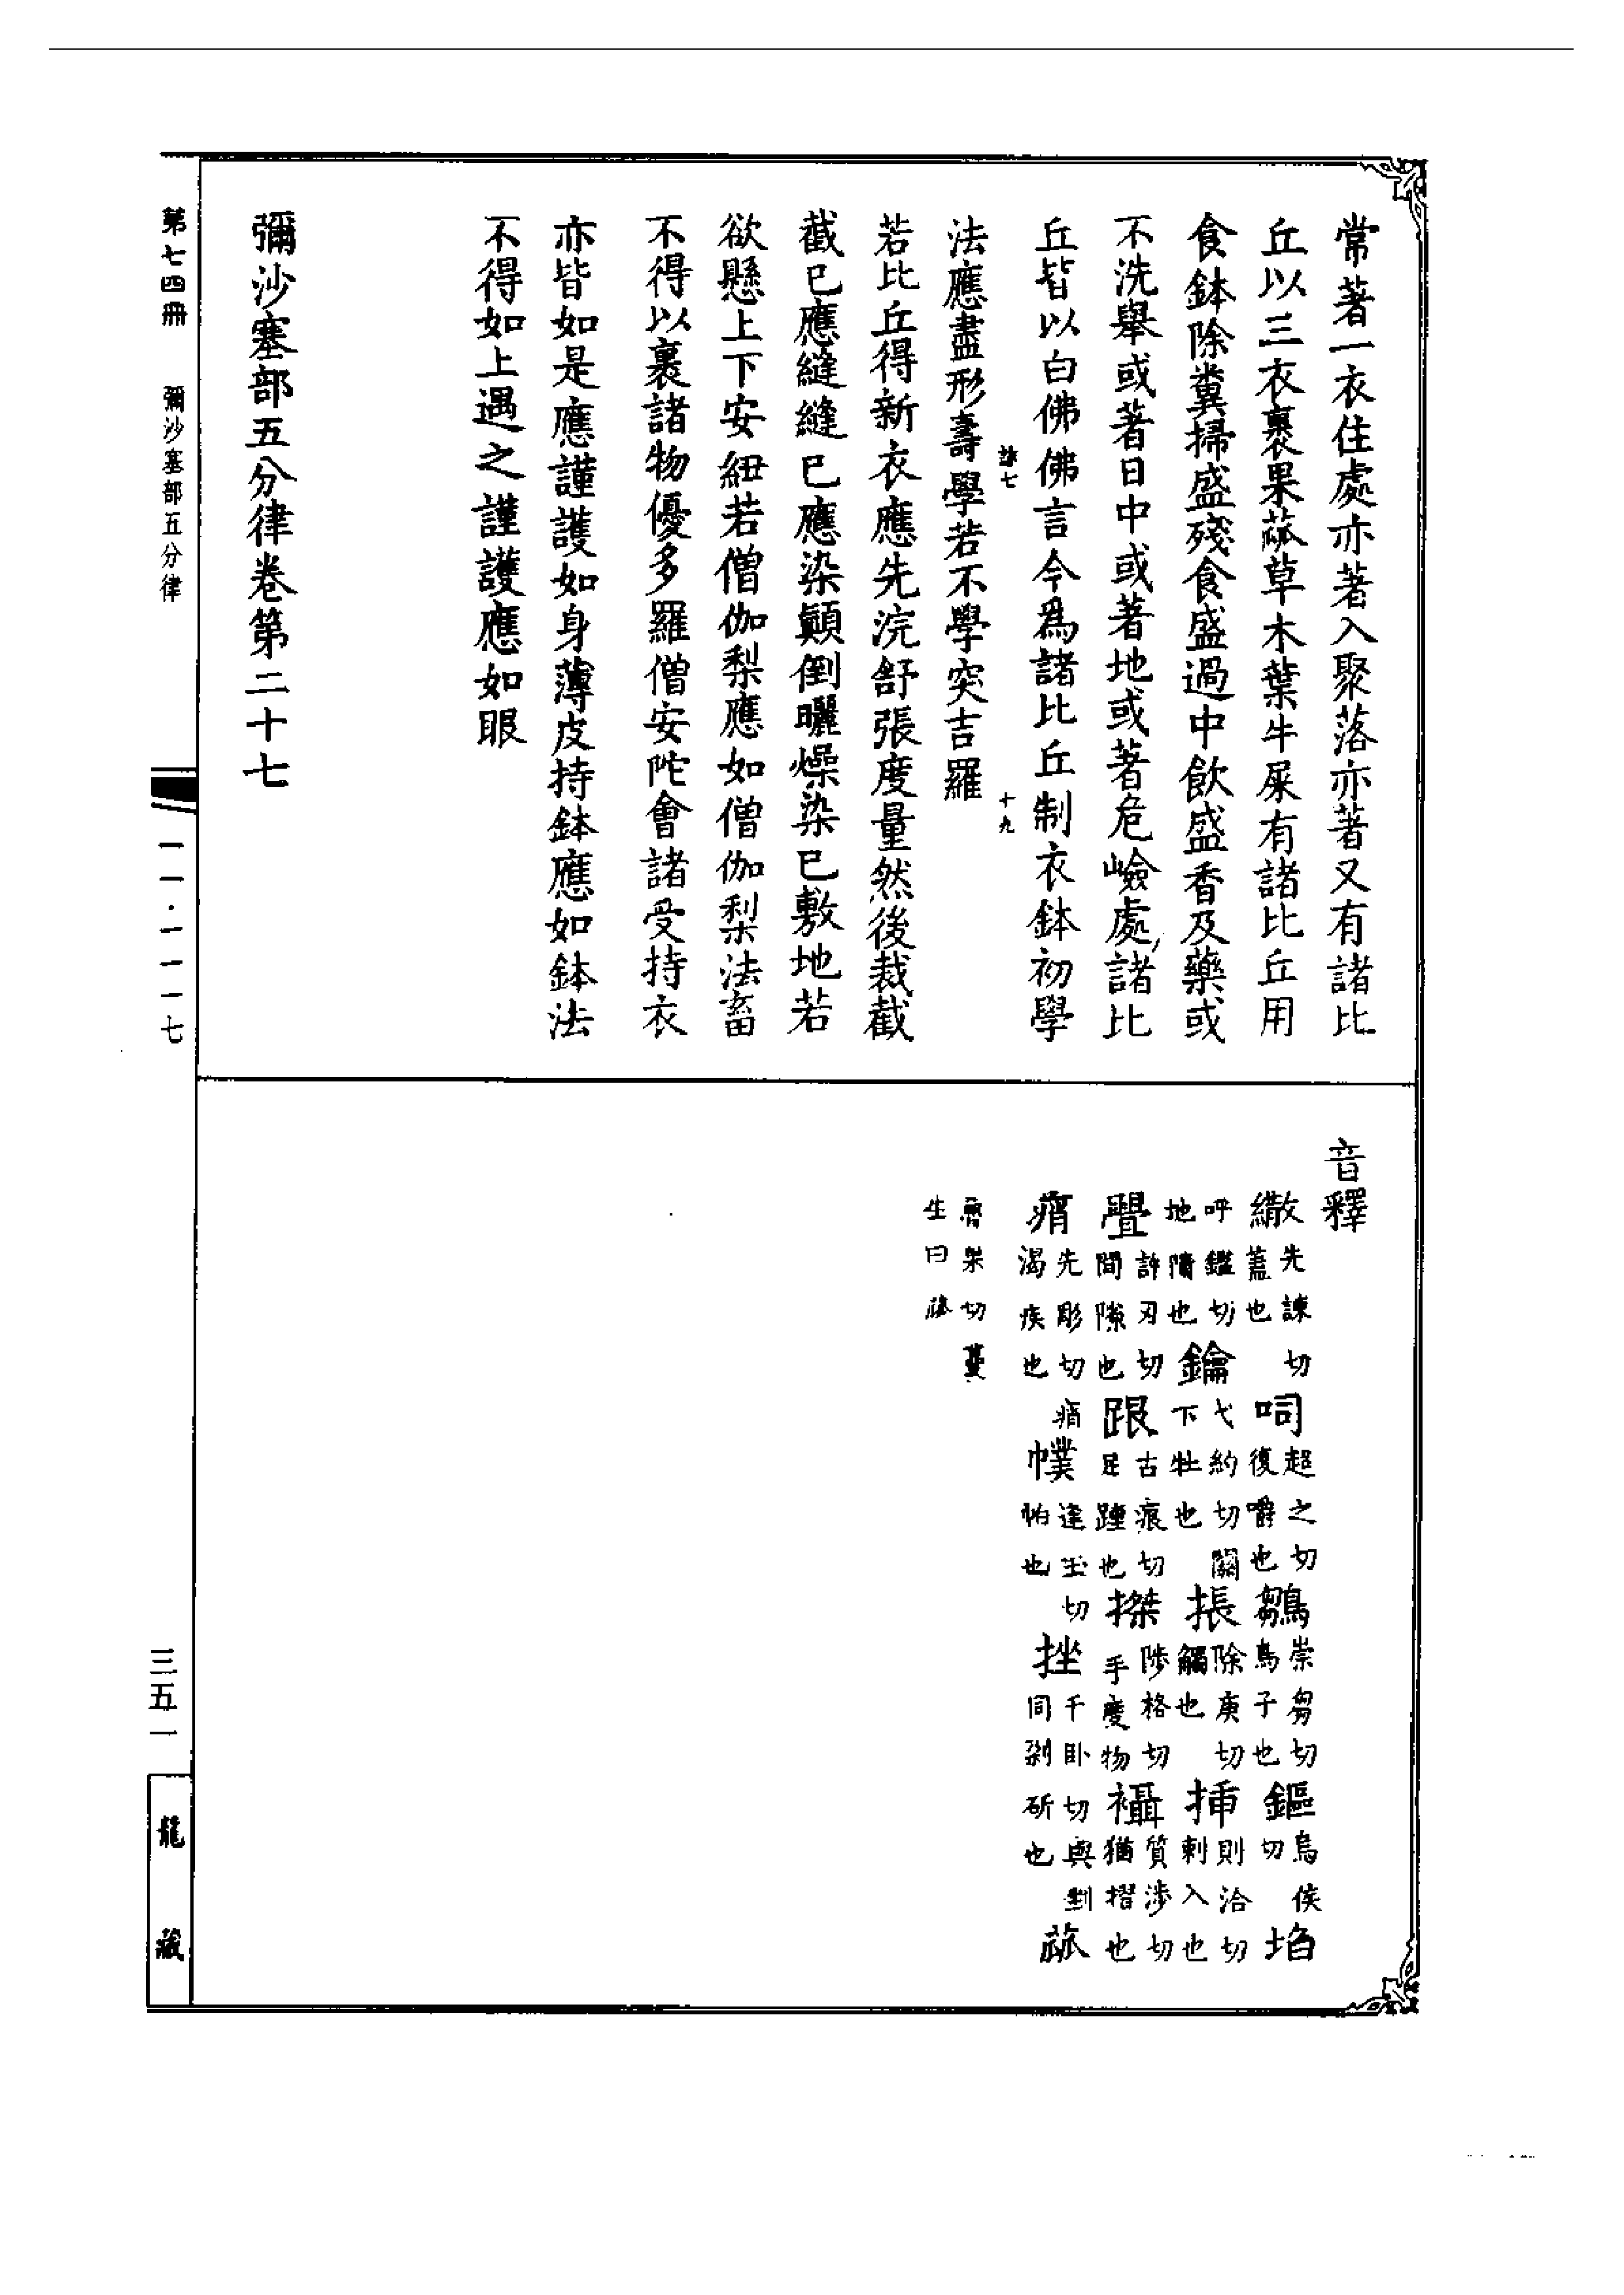 常著一衣住處亦著入聚落亦著又有諸比
丘以三衣裹果蓏草木葉牛屎有諸比丘用
食鉢除糞掃盛殘食盛過中飲盛香及藥或
不洗舉或著日中或著地或著危嶮處諸比
丘皆以白佛佛言今為諸比丘制衣鉢初學
十九
法應盡形壽學若不學突吉羅
若比丘得新衣應先浣舒張度量然後裁截
截已應縫縫已應染顛倒曬燥染已敷地若
欲懸上下安紐若僧伽梨應如僧伽梨法畜
不得以裹諸物優多羅僧安陀會諸受持衣
亦皆如是應謹護如身薄皮持鉢應如鉢法
不得如上遇之謹護應如眼
彌沙塞部五分律卷第二十七
第七四冊 彌沙塞部五分律 一一·一一一七
音釋
繖 先諫切 蓋也 呞 超之切 復嚼也 鶵 崇芻切 鳥子也 鏂 烏侯切 埳
呼鑑切 地隤也 鑰 弋約切關 下牡也 掁 除庚切 觸也 插 則洽切 刺入也
舋 許刃切 間隙也 跟 古痕切 足踵也 搩 陟格切 手度物 襵 質涉切 猶摺也
痟 先彫切痟 渴疾也 幞 逢玉切 帕也 挫 千卧切與剉 同剉斫也 蓏
魯果切蔓 生曰蓏
三五一
龍藏